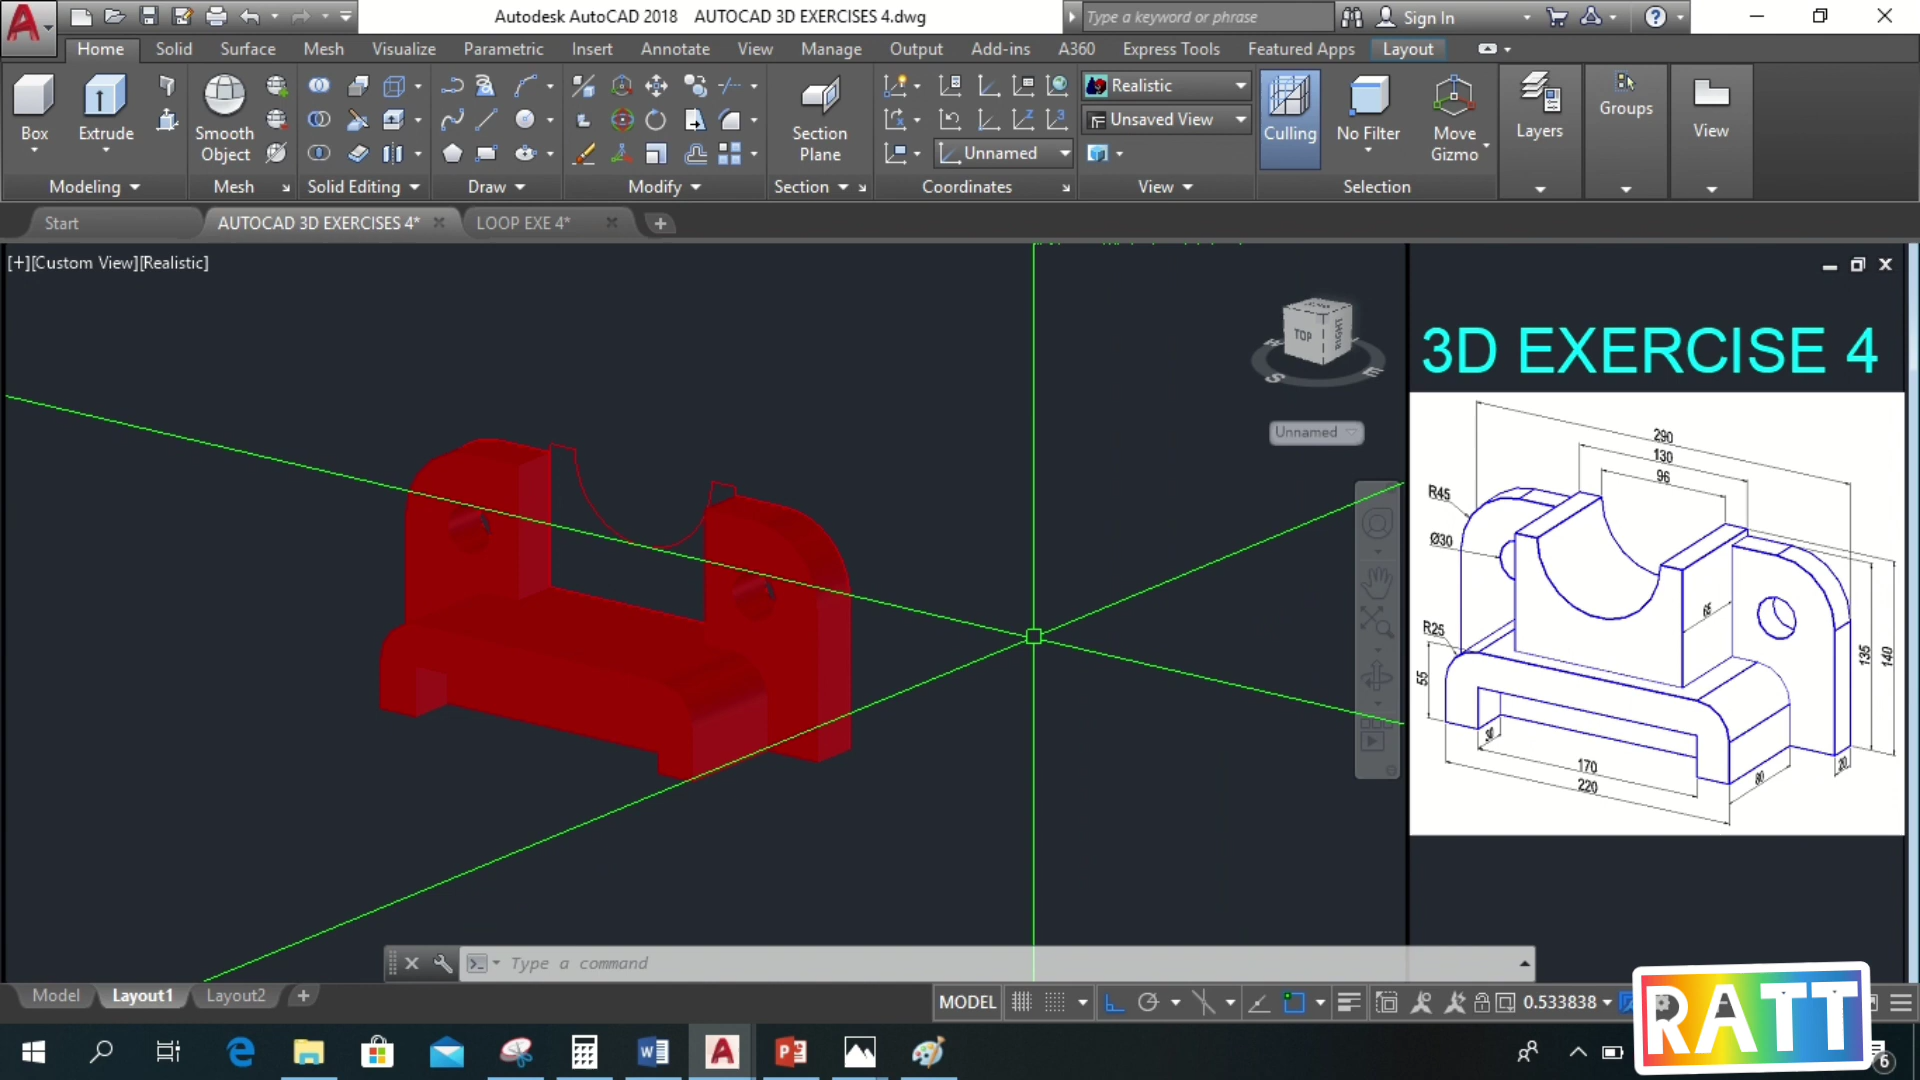 Autodesk AutoCAD 2018 AUTOCAD 3D EXERCISES 4.dwg
Type a keyword or phrase
Sign In
Home Solid Surface Mesh Visualize Parametric Insert Annotate View Manage Output Add-ins A360 Express Tools Featured Apps Layout
Box
Extrude
Smooth
Object
Section
Plane
Unnamed
Realistic
Unsaved View
Culling
No Filter
Move
Gizmo
Layers
Groups
View
Modeling Mesh Solid Editing Draw Modify Section Coordinates View Selection
Start AUTOCAD 3D EXERCISES 4* LOOP EXE 4*
[+][Custom View][Realistic]
TOP
RIGHT
S
E
Unnamed
3D EXERCISE 4
290
130
96
R45
Ø30
65
R25
55
135
140
30
170
220
80
20
Type a command
Model Layout1 Layout2
MODEL
0.533838
RATT
6